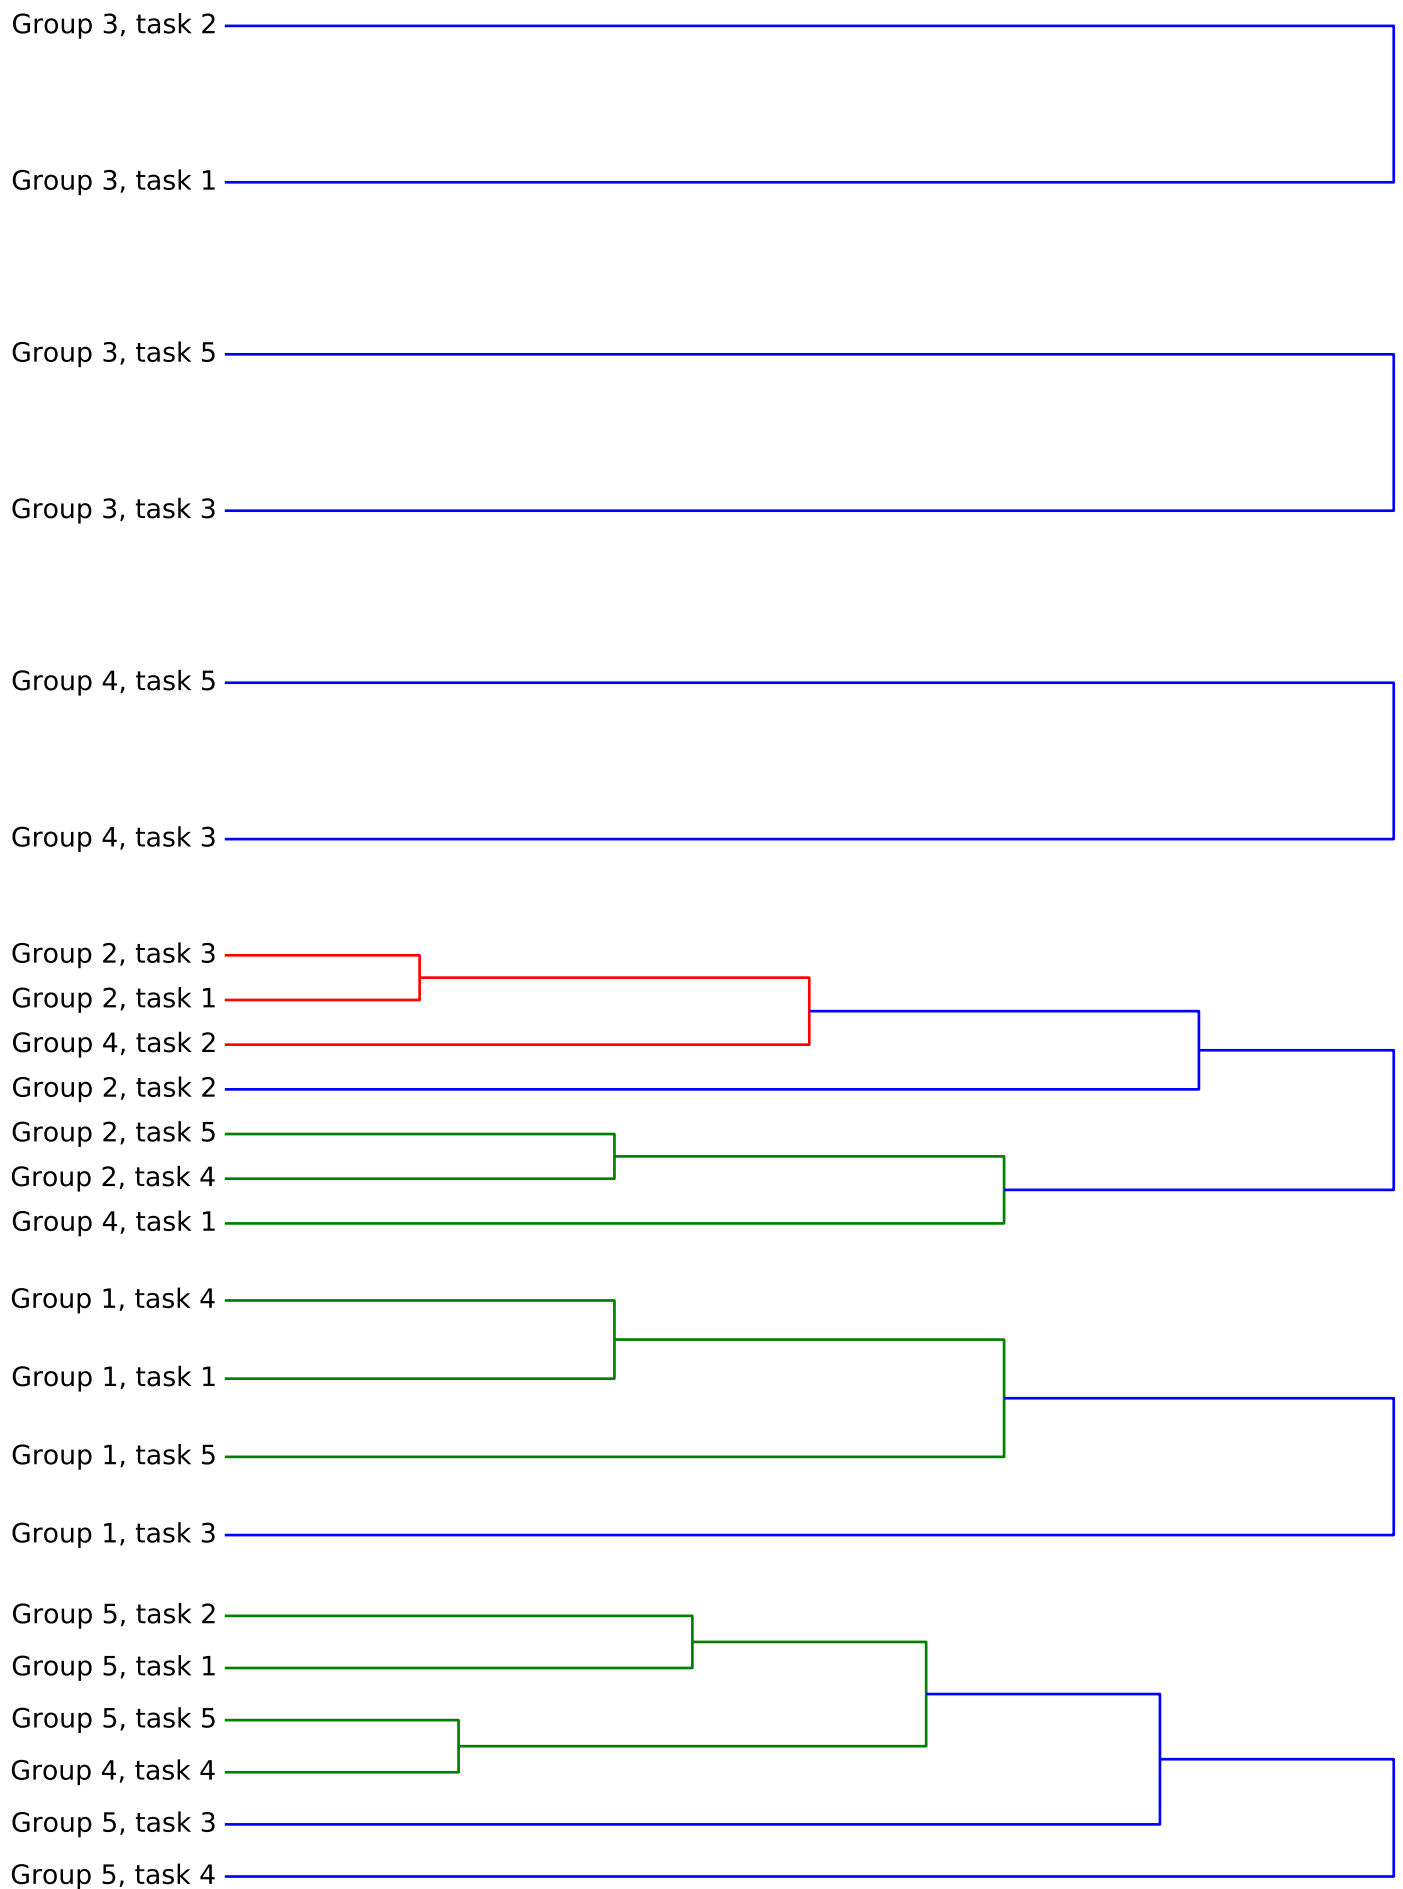 Group 3, task 2
Group 3, task 1
Group 3, task 5
Group 3, task 3
Group 4, task 5
Group 4, task 3
Group 2, task 3
Group 2, task 1
Group 4, task 2
Group 2, task 2
Group 2, task 5
Group 2, task 4
Group 4, task 1
Group 1, task 4
Group 1, task 1
Group 1, task 5
Group 1, task 3
Group 5, task 2
Group 5, task 1
Group 5, task 5
Group 4, task 4
Group 5, task 3
Group 5, task 4